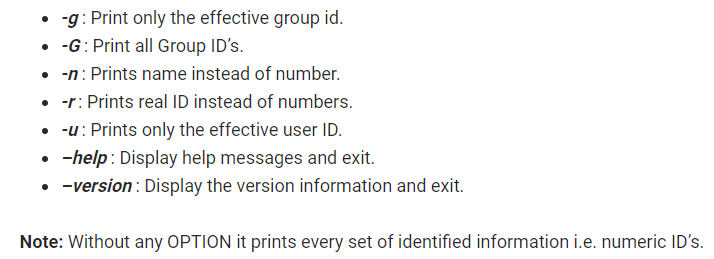 • -g : Print only the effective group id.
• -G : Print all Group ID’s.
• -n : Prints name instead of number.
• -r : Prints real ID instead of numbers.
• -u : Prints only the effective user ID.
• –help : Display help messages and exit.
• –version : Display the version information and exit.
Note: Without any OPTION it prints every set of identified information i.e. numeric ID’s.